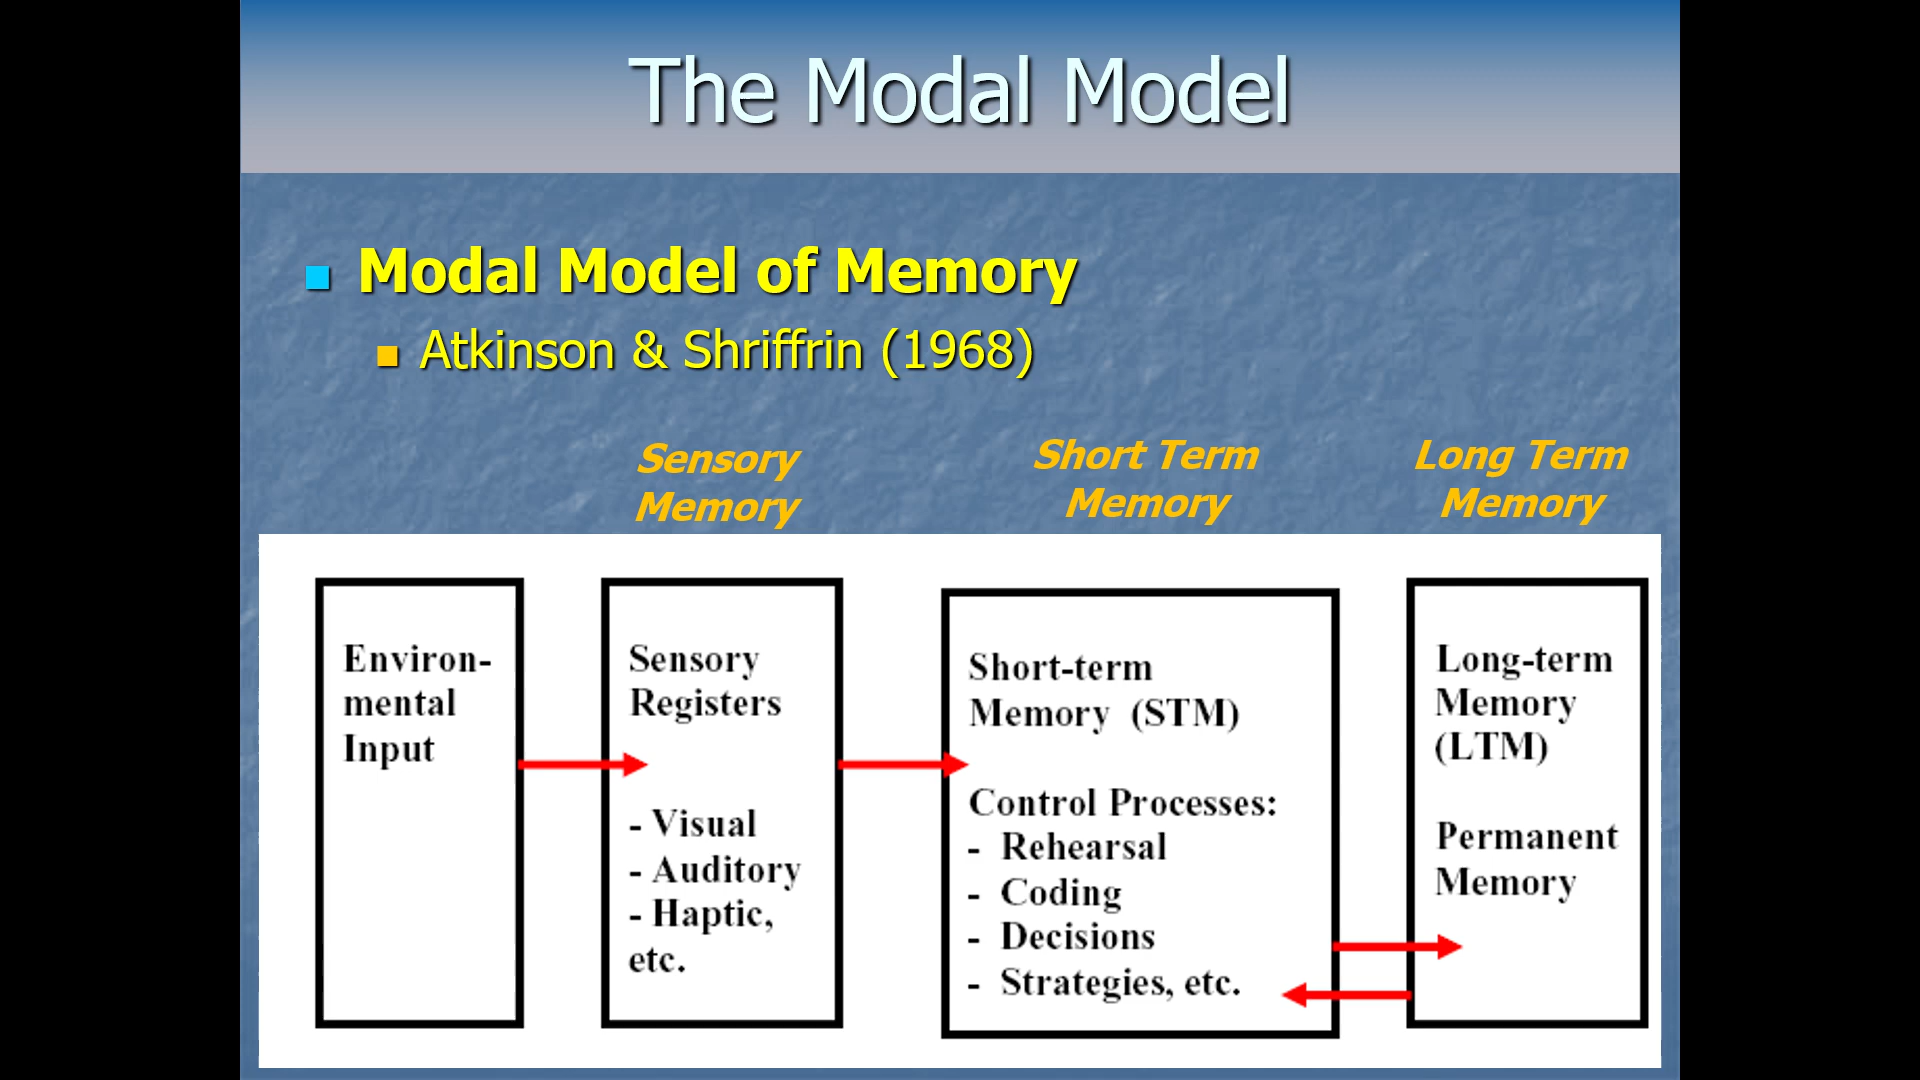 The Modal Model
Modal Model of Memory
Atkinson & Shriffrin (1968)
Sensory
Memory
Short Term
Memory
Long Term
Memory
Environ-
mental
Input
Sensory
Registers
- Visual
- Auditory
- Haptic,
etc.
Short-term
Memory (STM)
Control Processes:
- Rehearsal
- Coding
- Decisions
- Strategies, etc.
Long-term
Memory
(LTM)
Permanent
Memory